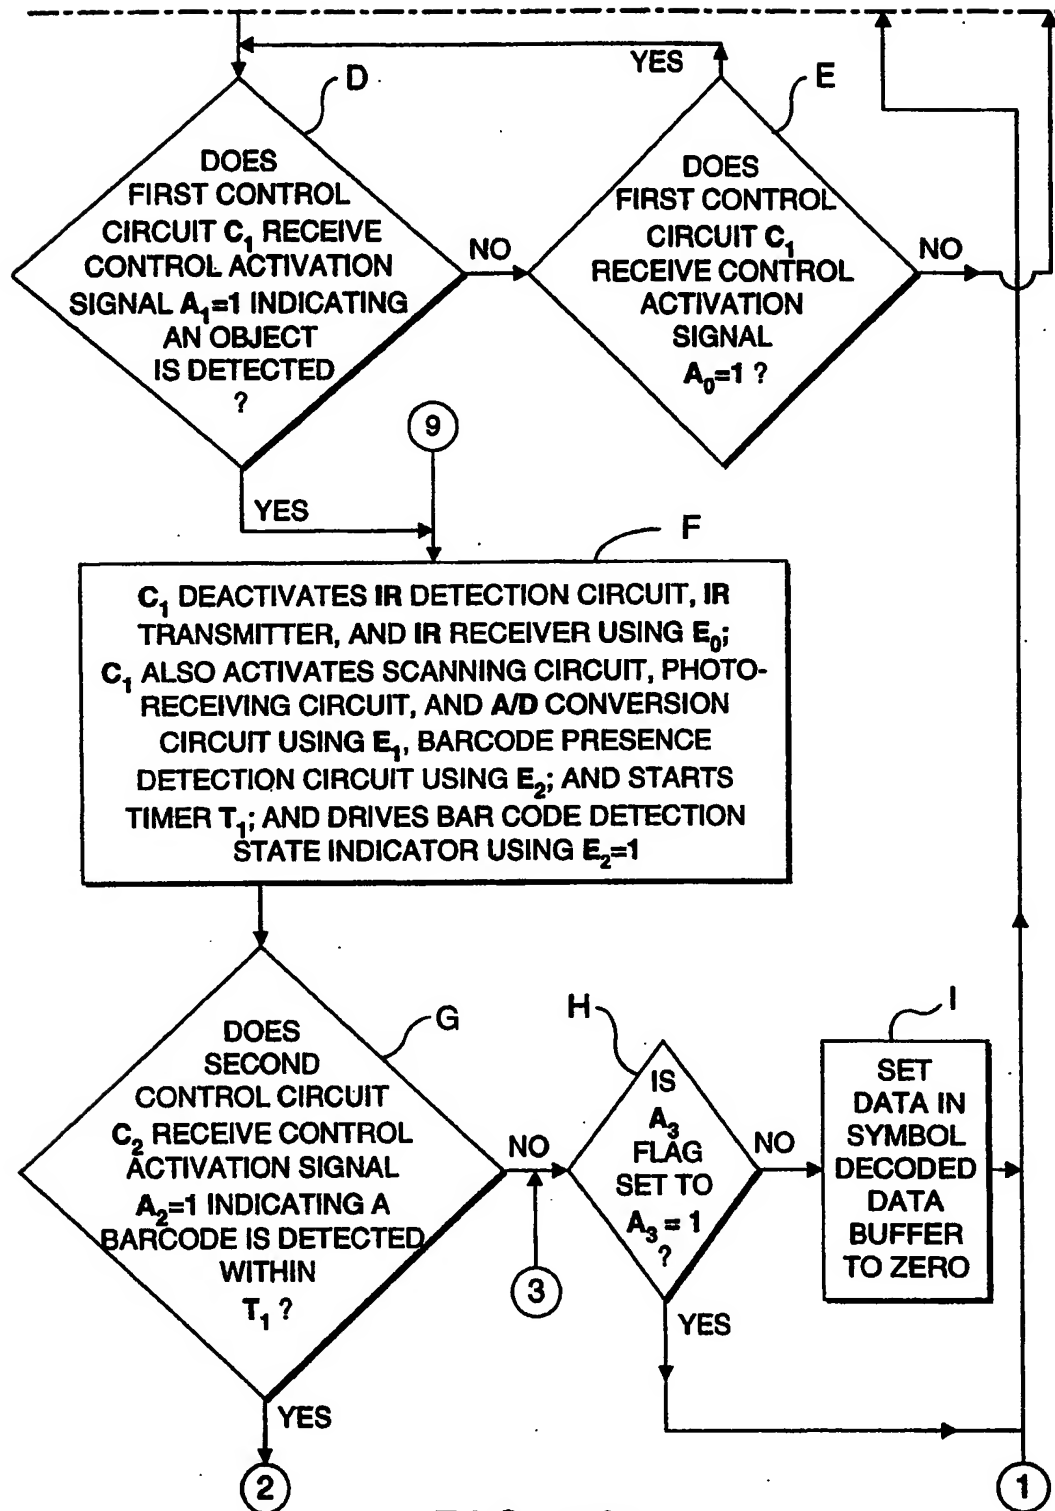 YES
D
E
DOES
FIRST CONTROL
CIRCUIT C1 RECEIVE
CONTROL ACTIVATION
SIGNAL A1=1 INDICATING
AN OBJECT
IS DETECTED
?
NO
DOES
FIRST CONTROL
CIRCUIT C1
RECEIVE CONTROL
ACTIVATION
SIGNAL
A0=1 ?
NO
9
YES
F
C1 DEACTIVATES IR DETECTION CIRCUIT, IR
TRANSMITTER, AND IR RECEIVER USING E0;
C1 ALSO ACTIVATES SCANNING CIRCUIT, PHOTO-
RECEIVING CIRCUIT, AND A/D CONVERSION
CIRCUIT USING E1, BARCODE PRESENCE
DETECTION CIRCUIT USING E2; AND STARTS
TIMER T1; AND DRIVES BAR CODE DETECTION
STATE INDICATOR USING E2=1
G
DOES
SECOND
CONTROL CIRCUIT
C2 RECEIVE CONTROL
ACTIVATION SIGNAL
A2=1 INDICATING A
BARCODE IS DETECTED
WITHIN
T1 ?
NO
3
H
IS
A3
FLAG
SET TO
A3 = 1
?
NO
I
SET
DATA IN
SYMBOL
DECODED
DATA
BUFFER
TO ZERO
YES
YES
2
1